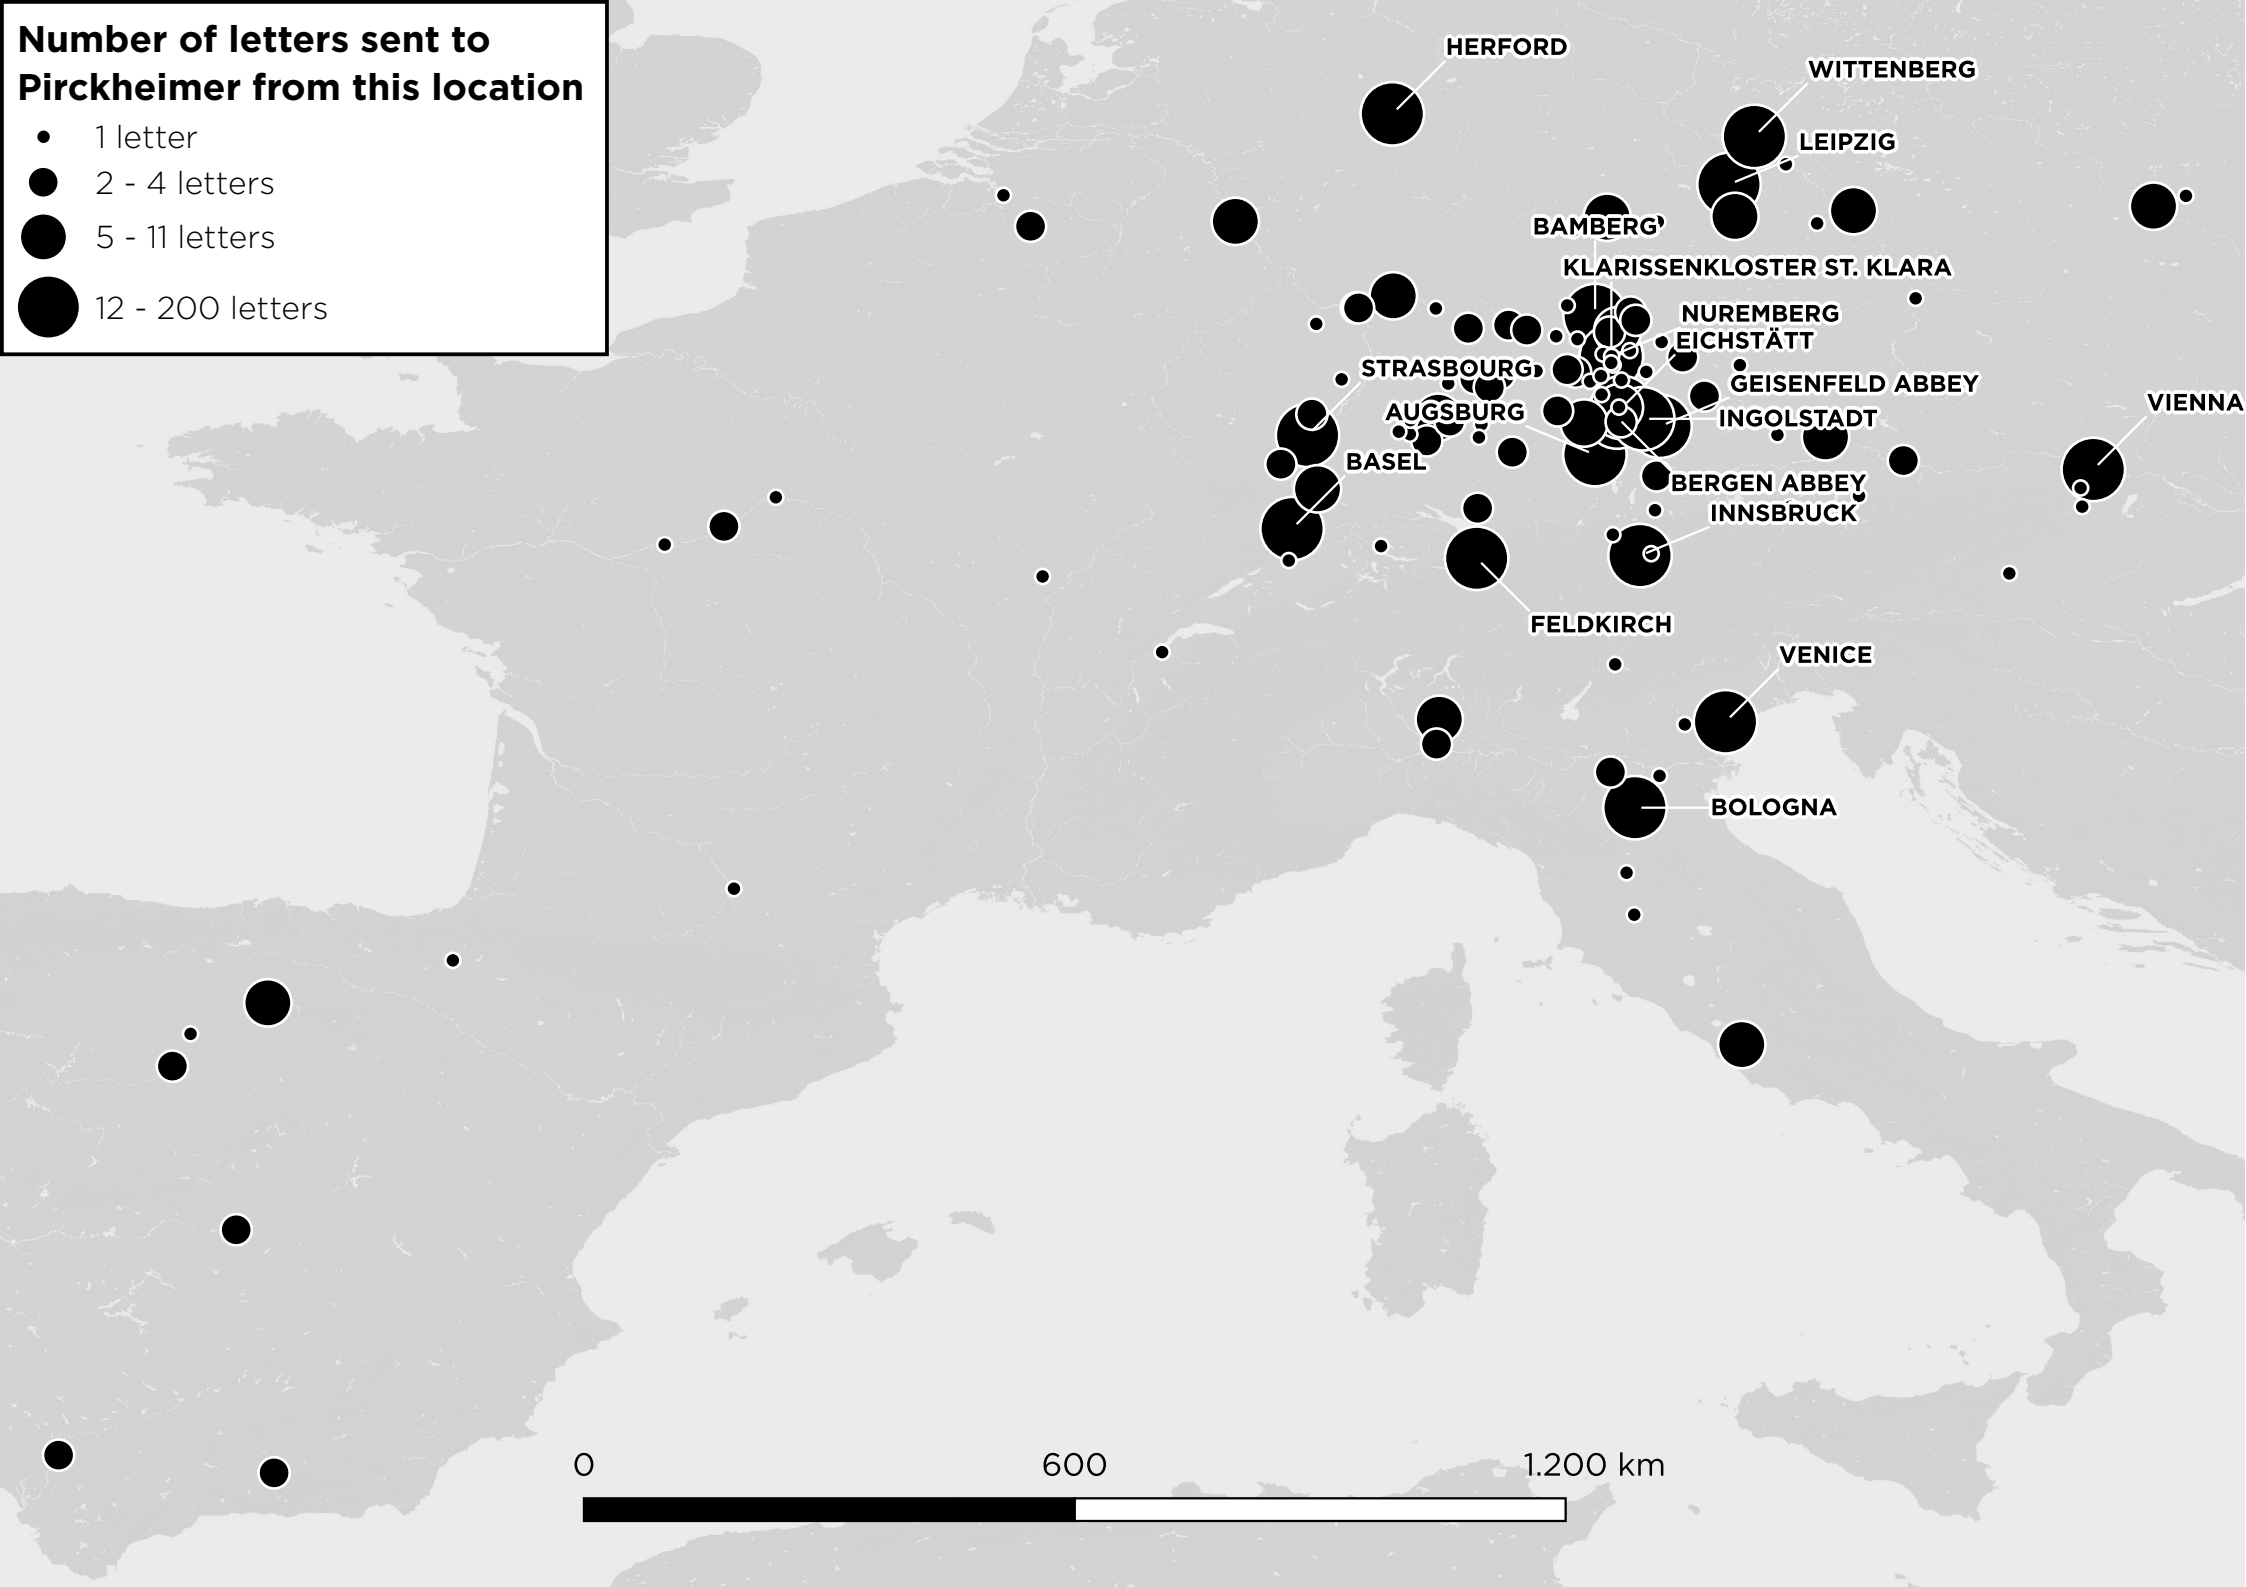 Number of letters sent to
Pirckheimer from this location
1 letter
2 - 4 letters
5 - 11 letters
12 - 200 letters
HERFORD
WITTENBERG
LEIPZIG
BAMBERG
KLARISSENKLOSTER ST. KLARA
NUREMBERG
EICHSTÄTT
STRASBOURG
GEISENFELD ABBEY
VIENNA
AUGSBURG
INGOLSTADT
BASEL
BERGEN ABBEY
INNSBRUCK
FELDKIRCH
VENICE
BOLOGNA
0 600 1.200 km